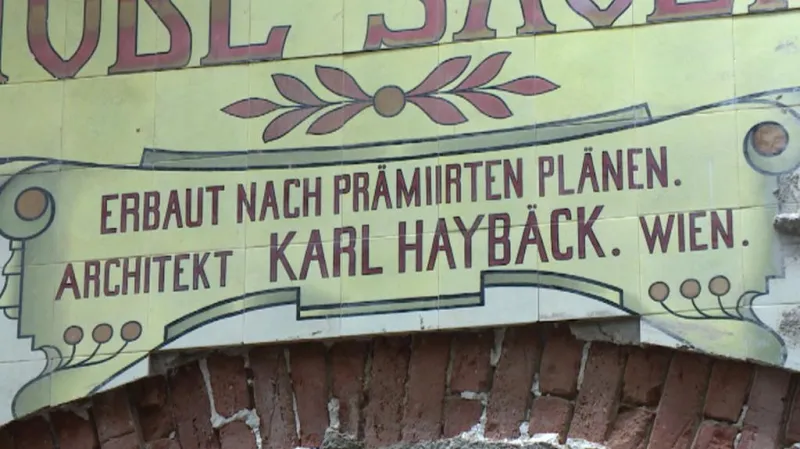 ERBAUT NACH PRÄMIIRTEN PLÄNEN.
ARCHITEKT KARL HAYBÄCK. WIEN.